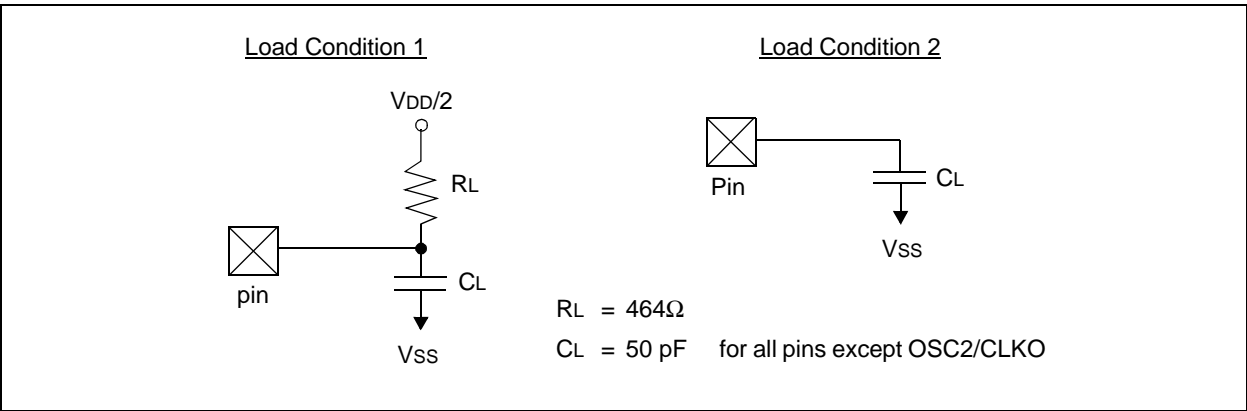 Load Condition 1
VDD/2
RL
pin
CL
VSS
Load Condition 2
Pin
CL
VSS
RL = 464Ω
CL = 50 pF for all pins except OSC2/CLKO